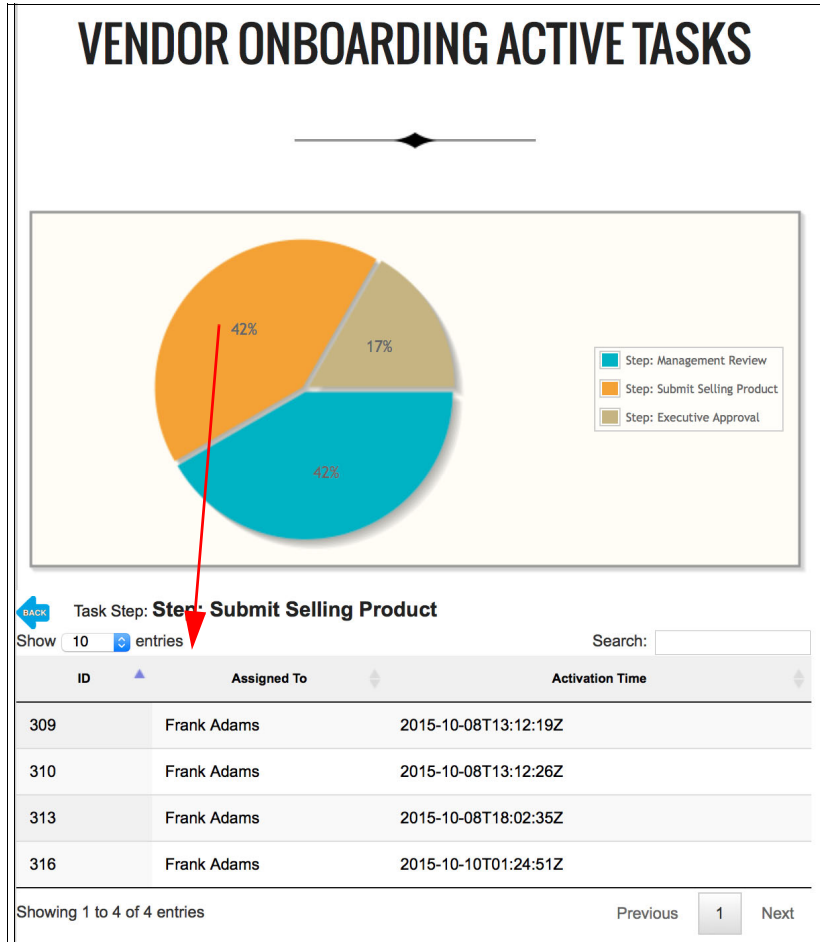 VENDOR ONBOARDING ACTIVE TASKS
42%
17%
42%
Step: Management Review
Step: Submit Selling Product
Step: Executive Approval
BACK Task Step: Step: Submit Selling Product
Show 10 entries Search:
ID Assigned To Activation Time
309 Frank Adams 2015-10-08T13:12:19Z
310 Frank Adams 2015-10-08T13:12:26Z
313 Frank Adams 2015-10-08T18:02:35Z
316 Frank Adams 2015-10-10T01:24:51Z
Showing 1 to 4 of 4 entries Previous 1 Next